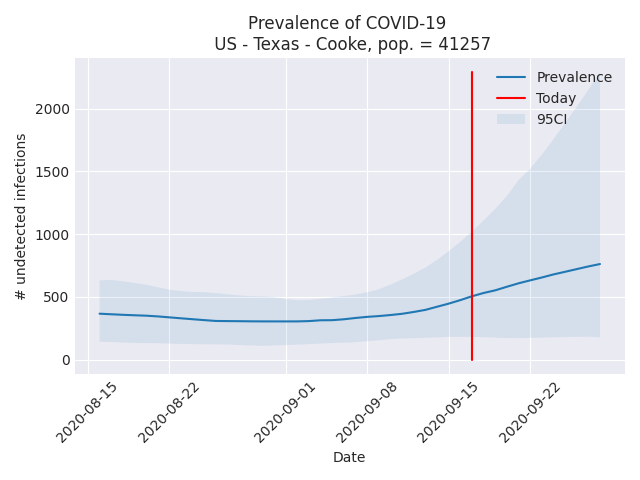 Prevalence of COVID-19
US - Texas - Cooke, pop. = 41257
Prevalence
Today
95CI
# undetected infections
2000
1500
1000
500
0
2020-08-15
2020-08-22
2020-09-01
2020-09-08
2020-09-15
2020-09-22
Date